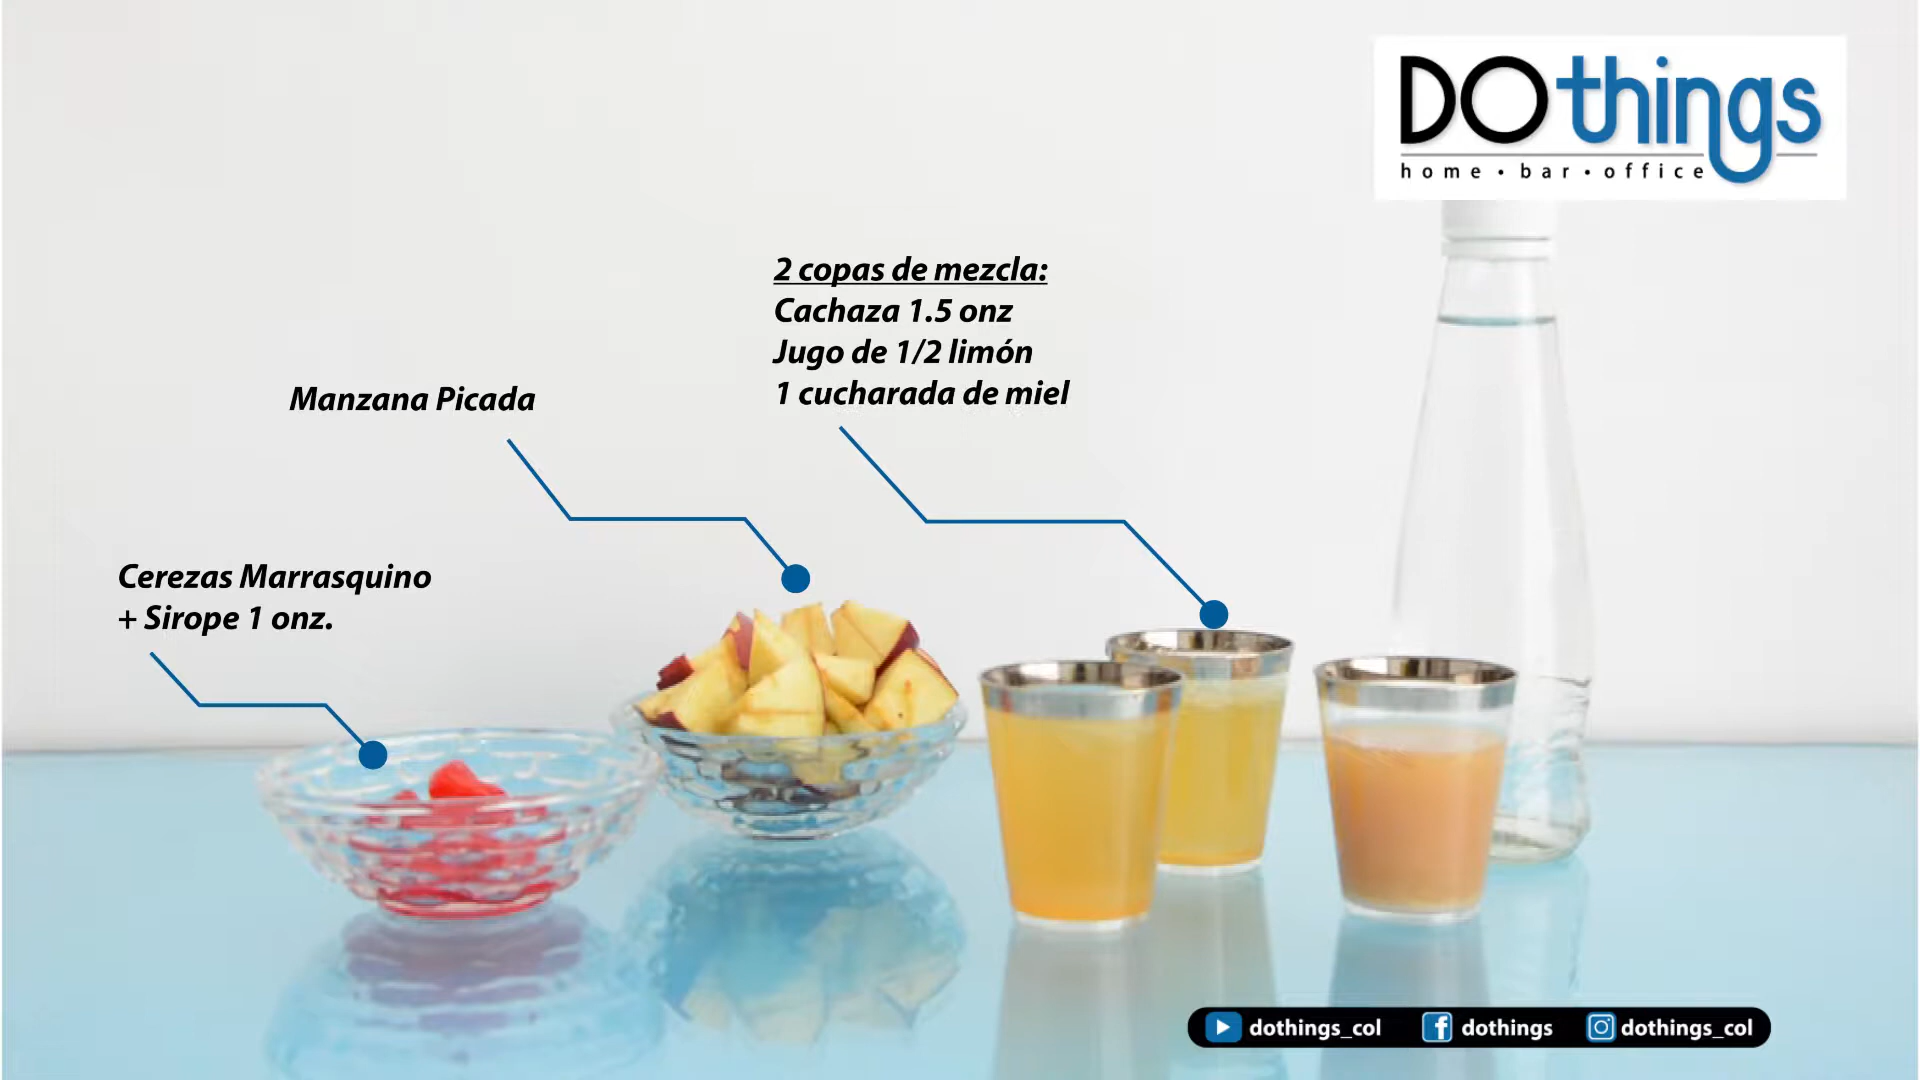 DOthings
home • bar • office
2 copas de mezcla:
Cachaza 1.5 onz
Jugo de 1/2 limón
1 cucharada de miel
Manzana Picada
Cerezas Marrasquino
+ Sirope 1 onz.
dothings_col dothings dothings_col